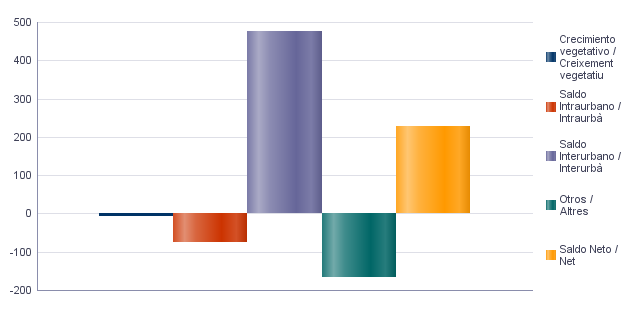 500
400
300
200
100
0
-100
-200
Crecimiento
vegetativo /
Creixement
vegetatiu
Saldo
Intraurbano /
Intraurbà
Saldo
Interurbano /
Interurbà
Otros /
Altres
Saldo Neto /
Net